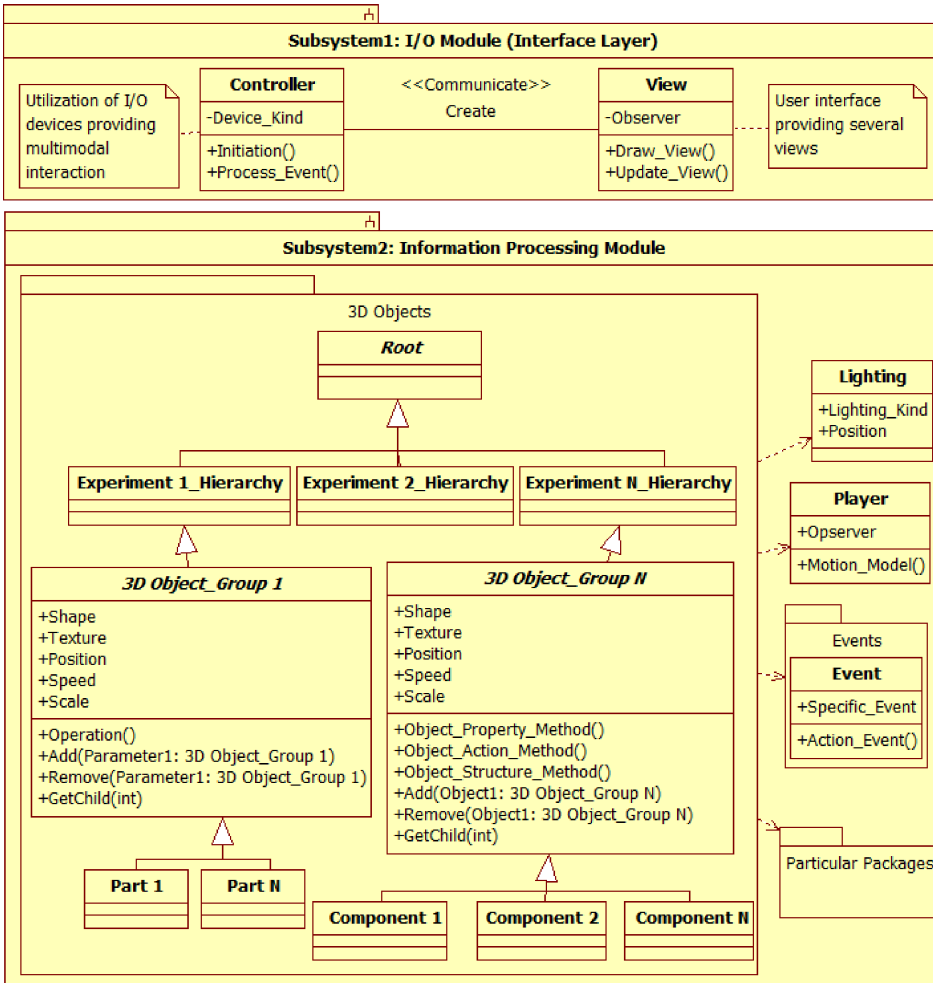 Subsystem1: I/O Module (Interface Layer)
Utilization of I/O
devices providing
multimodal
interaction
Controller
-Device_Kind
+Initiation()
+Process_Event()
<<Communicate>>
Create
View
-Observer
+Draw_View()
+Update_View()
User interface
providing several
views
Subsystem2: Information Processing Module
3D Objects
Root
Experiment 1_Hierarchy
Experiment 2_Hierarchy
Experiment N_Hierarchy
3D Object_Group 1
+Shape
+Texture
+Position
+Speed
+Scale
+Operation()
+Add(Parameter1: 3D Object_Group 1)
+Remove(Parameter1: 3D Object_Group 1)
+GetChild(int)
Part 1
Part N
3D Object_Group N
+Shape
+Texture
+Position
+Speed
+Scale
+Object_Property_Method()
+Object_Action_Method()
+Object_Structure_Method()
+Add(Object1: 3D Object_Group N)
+Remove(Object1: 3D Object_Group N)
+GetChild(int)
Component 1
Component 2
Component N
Lighting
+Lighting_Kind
+Position
Player
+Opserver
+Motion_Model()
Events
Event
+Specific_Event
+Action_Event()
Particular Packages